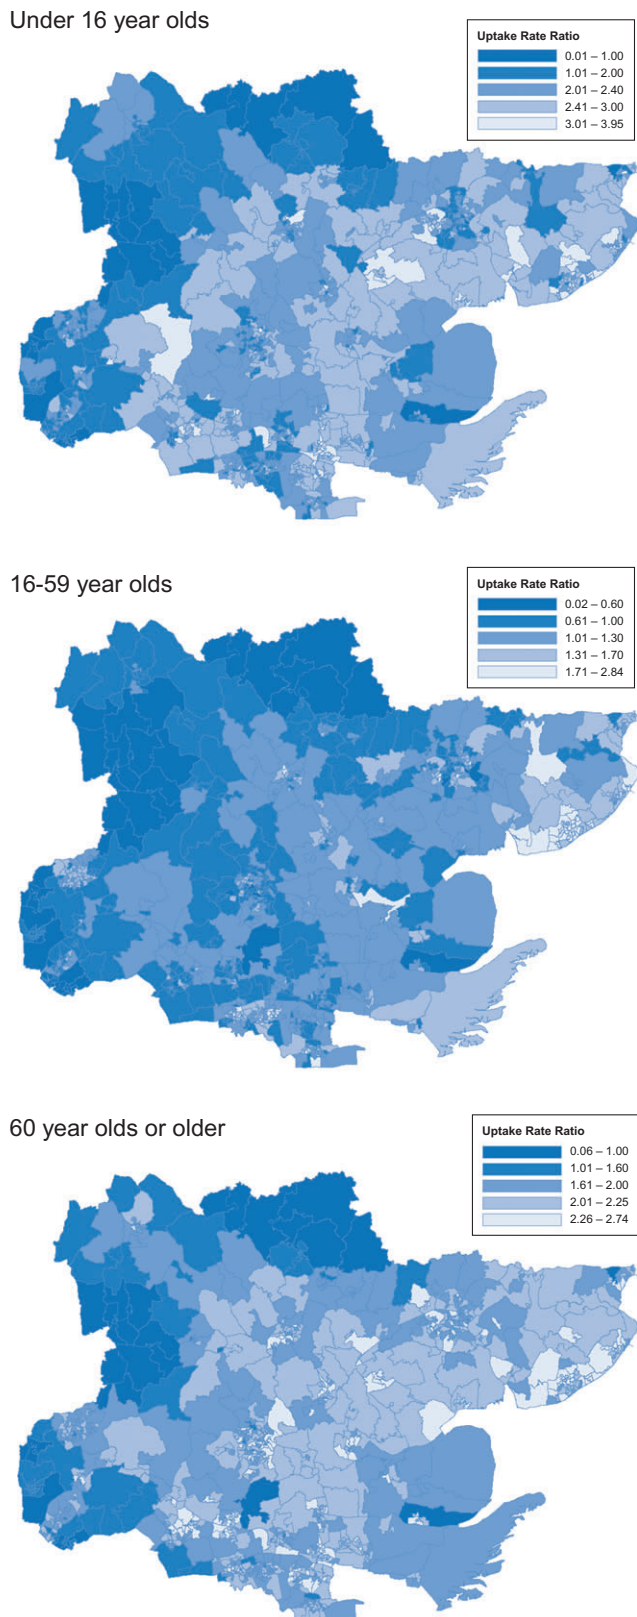 Under 16 year olds
Uptake Rate Ratio
0.01 – 1.00
1.01 – 2.00
2.01 – 2.40
2.41 – 3.00
3.01 – 3.95
16-59 year olds
Uptake Rate Ratio
0.02 – 0.60
0.61 – 1.00
1.01 – 1.30
1.31 – 1.70
1.71 – 2.84
60 year olds or older
Uptake Rate Ratio
0.06 – 1.00
1.01 – 1.60
1.61 – 2.00
2.01 – 2.25
2.26 – 2.74